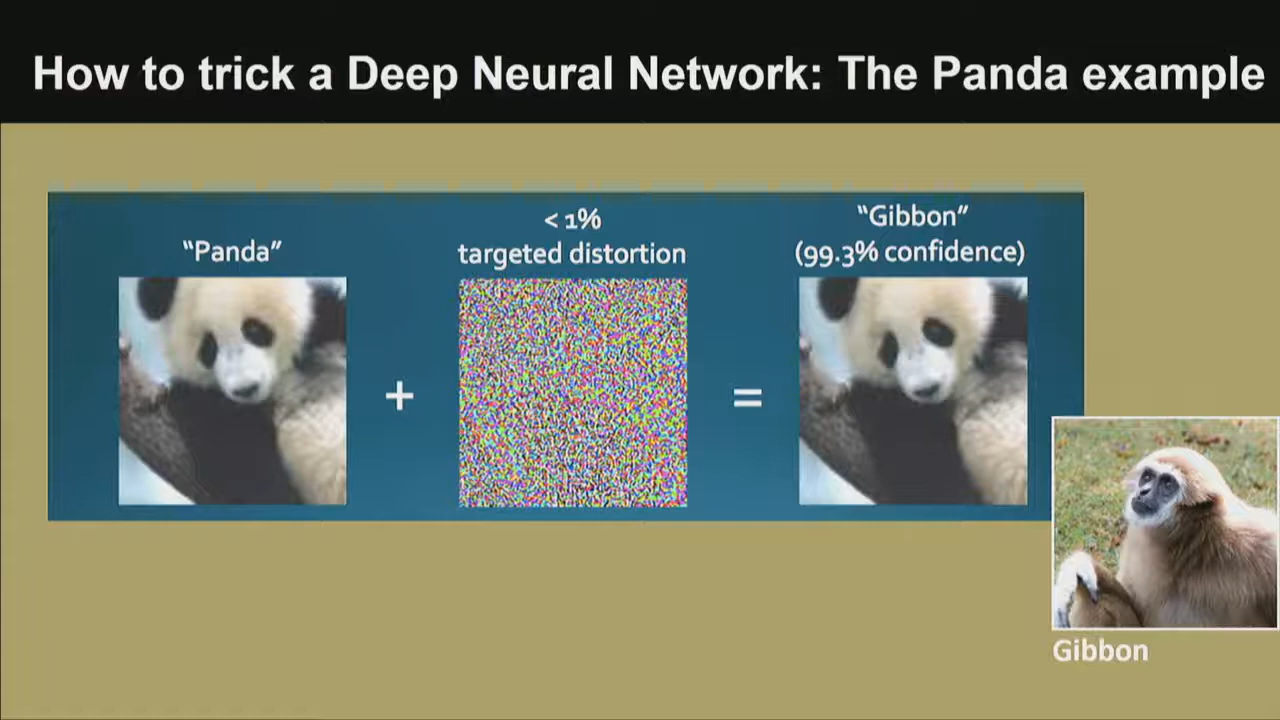 How to trick a Deep Neural Network: The Panda example
“Panda”
+
< 1%
targeted distortion
=
“Gibbon”
(99.3% confidence)
Gibbon